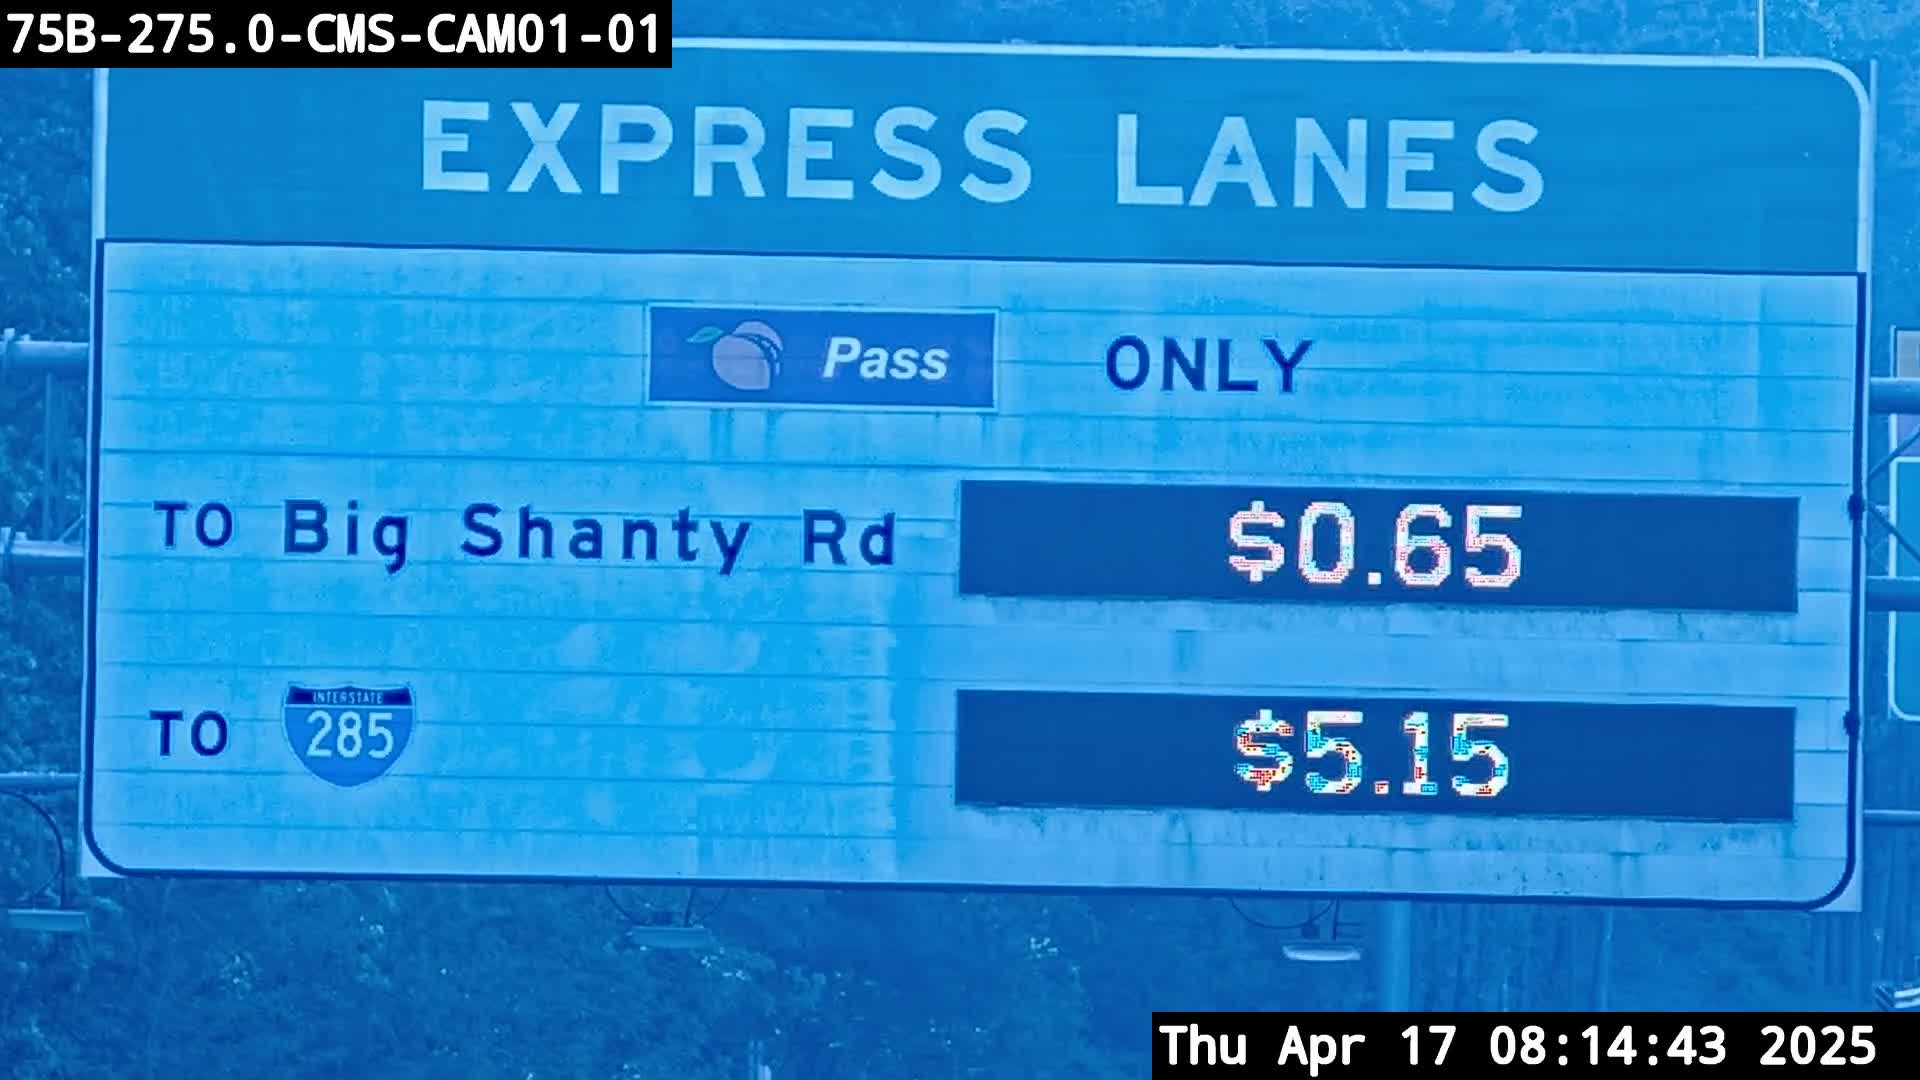 75B-275.0-CMS-CAM01-01
EXPRESS LANES
Pass ONLY
TO Big Shanty Rd $0.65
INTERSTATE
TO 285 $5.15
Thu Apr 17 08:14:43 2025